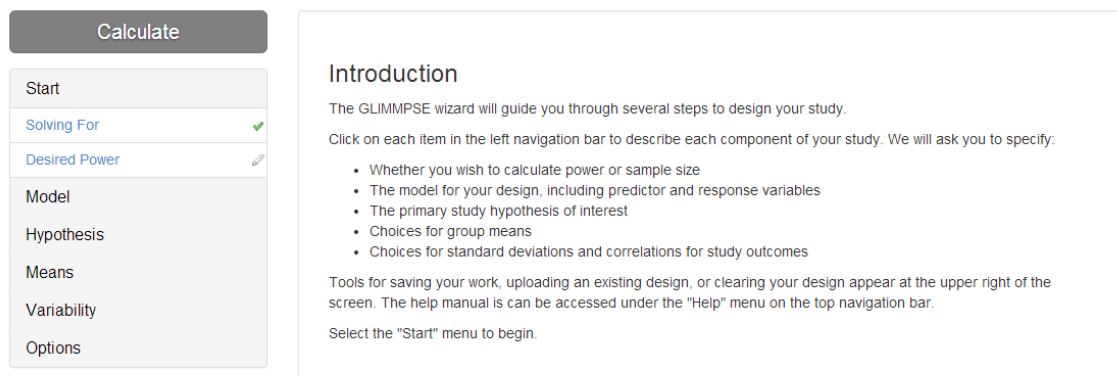 Calculate
Start
Solving For
Desired Power
Model
Hypothesis
Means
Variability
Options
Introduction
The GLIMMPSE wizard will guide you through several steps to design your study.
Click on each item in the left navigation bar to describe each component of your study. We will ask you to specify:
• Whether you wish to calculate power or sample size
• The model for your design, including predictor and response variables
• The primary study hypothesis of interest
• Choices for group means
• Choices for standard deviations and correlations for study outcomes
Tools for saving your work, uploading an existing design, or clearing your design appear at the upper right of the
screen. The help manual is can be accessed under the "Help" menu on the top navigation bar.
Select the "Start" menu to begin.